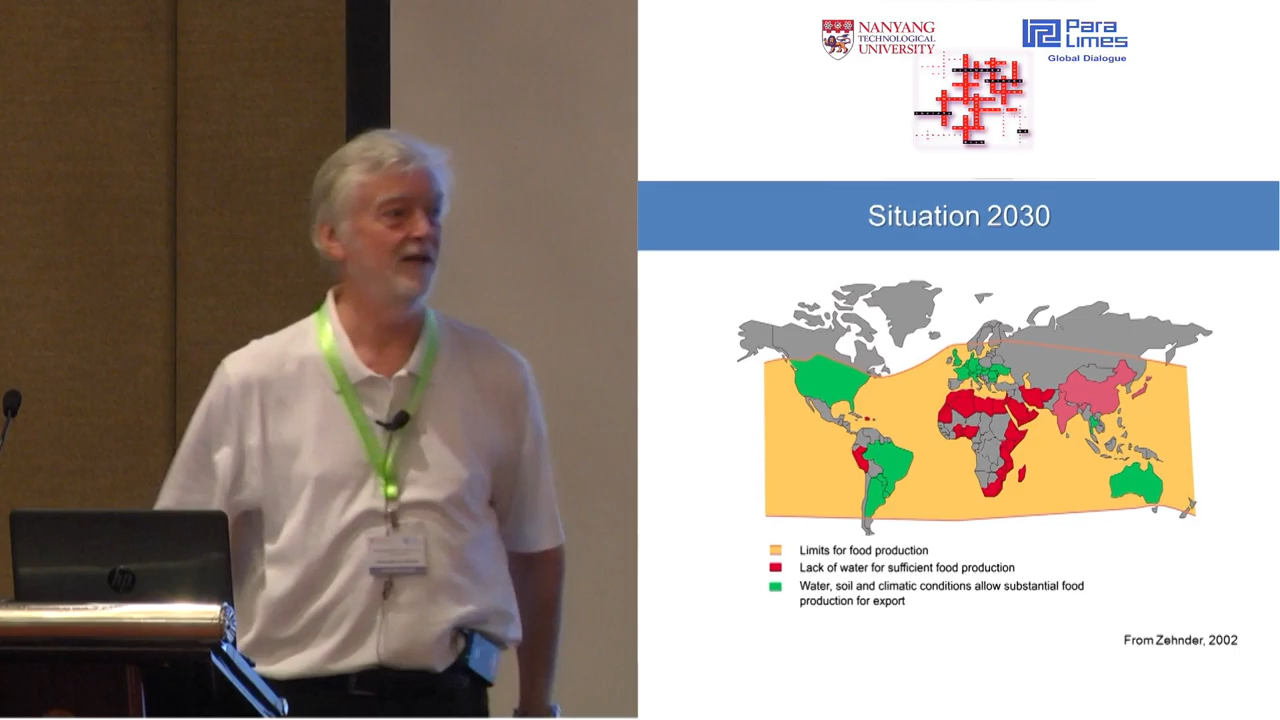 NANYANG
TECHNOLOGICAL
UNIVERSITY
Para
Limes
Global Dialogue
Situation 2030
Limits for food production
Lack of water for sufficient food production
Water, soil and climatic conditions allow substantial food
production for export
From Zehnder, 2002
hp